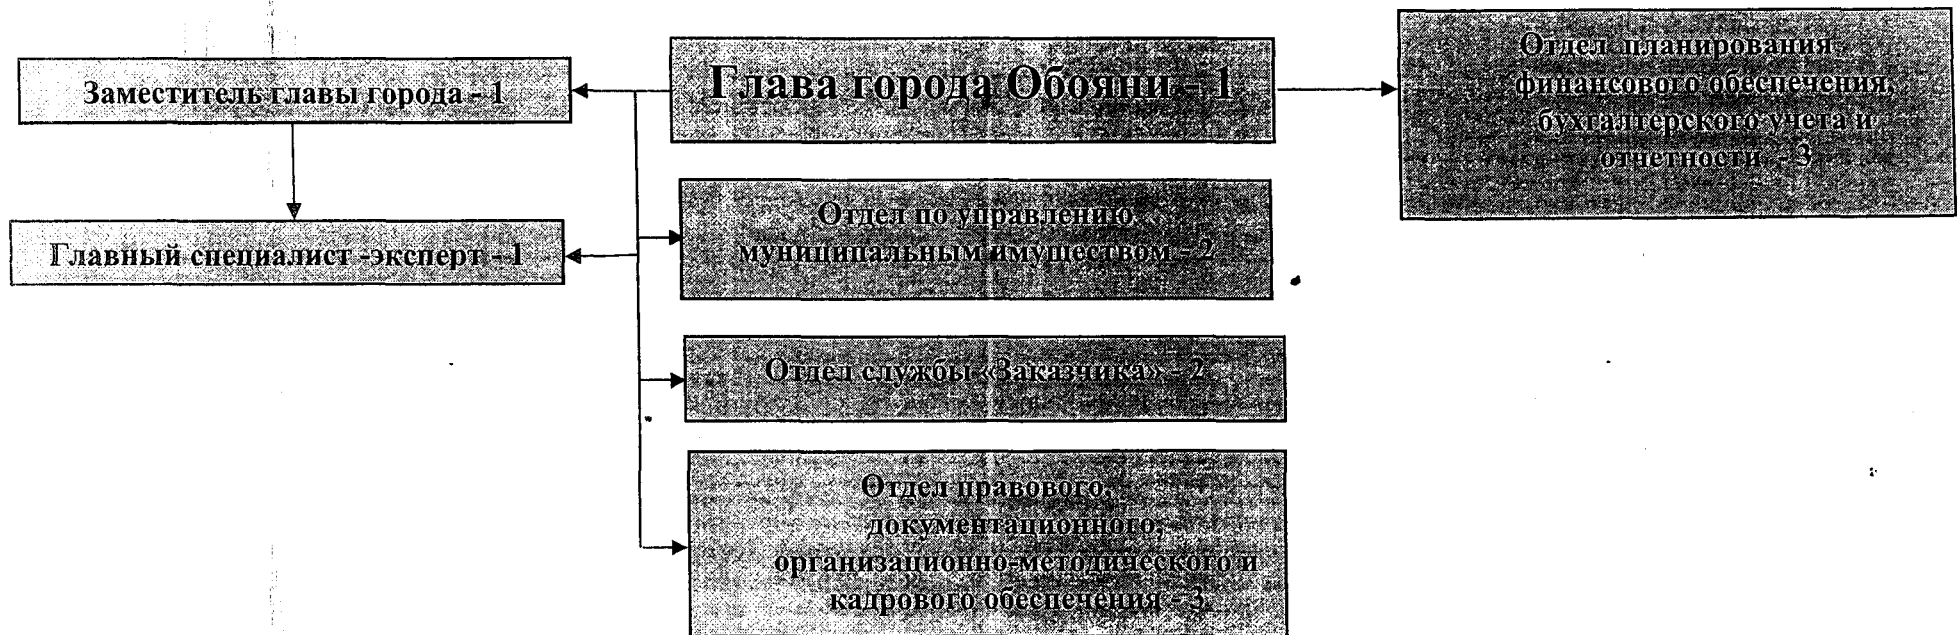 Заместитель главы города - 1
Глава города Обояни - 1
Отдел планирования
финансового обеспечения,
бухгалтерского учета и
отчетности - 3
Главный специалист -эксперт - 1
Отдел по управлению
муниципальным имуществом - 2
Отдел службы «Заказчика» - 2
Отдел правового,
документационного,
организационно-методического и
кадрового обеспечения - 3